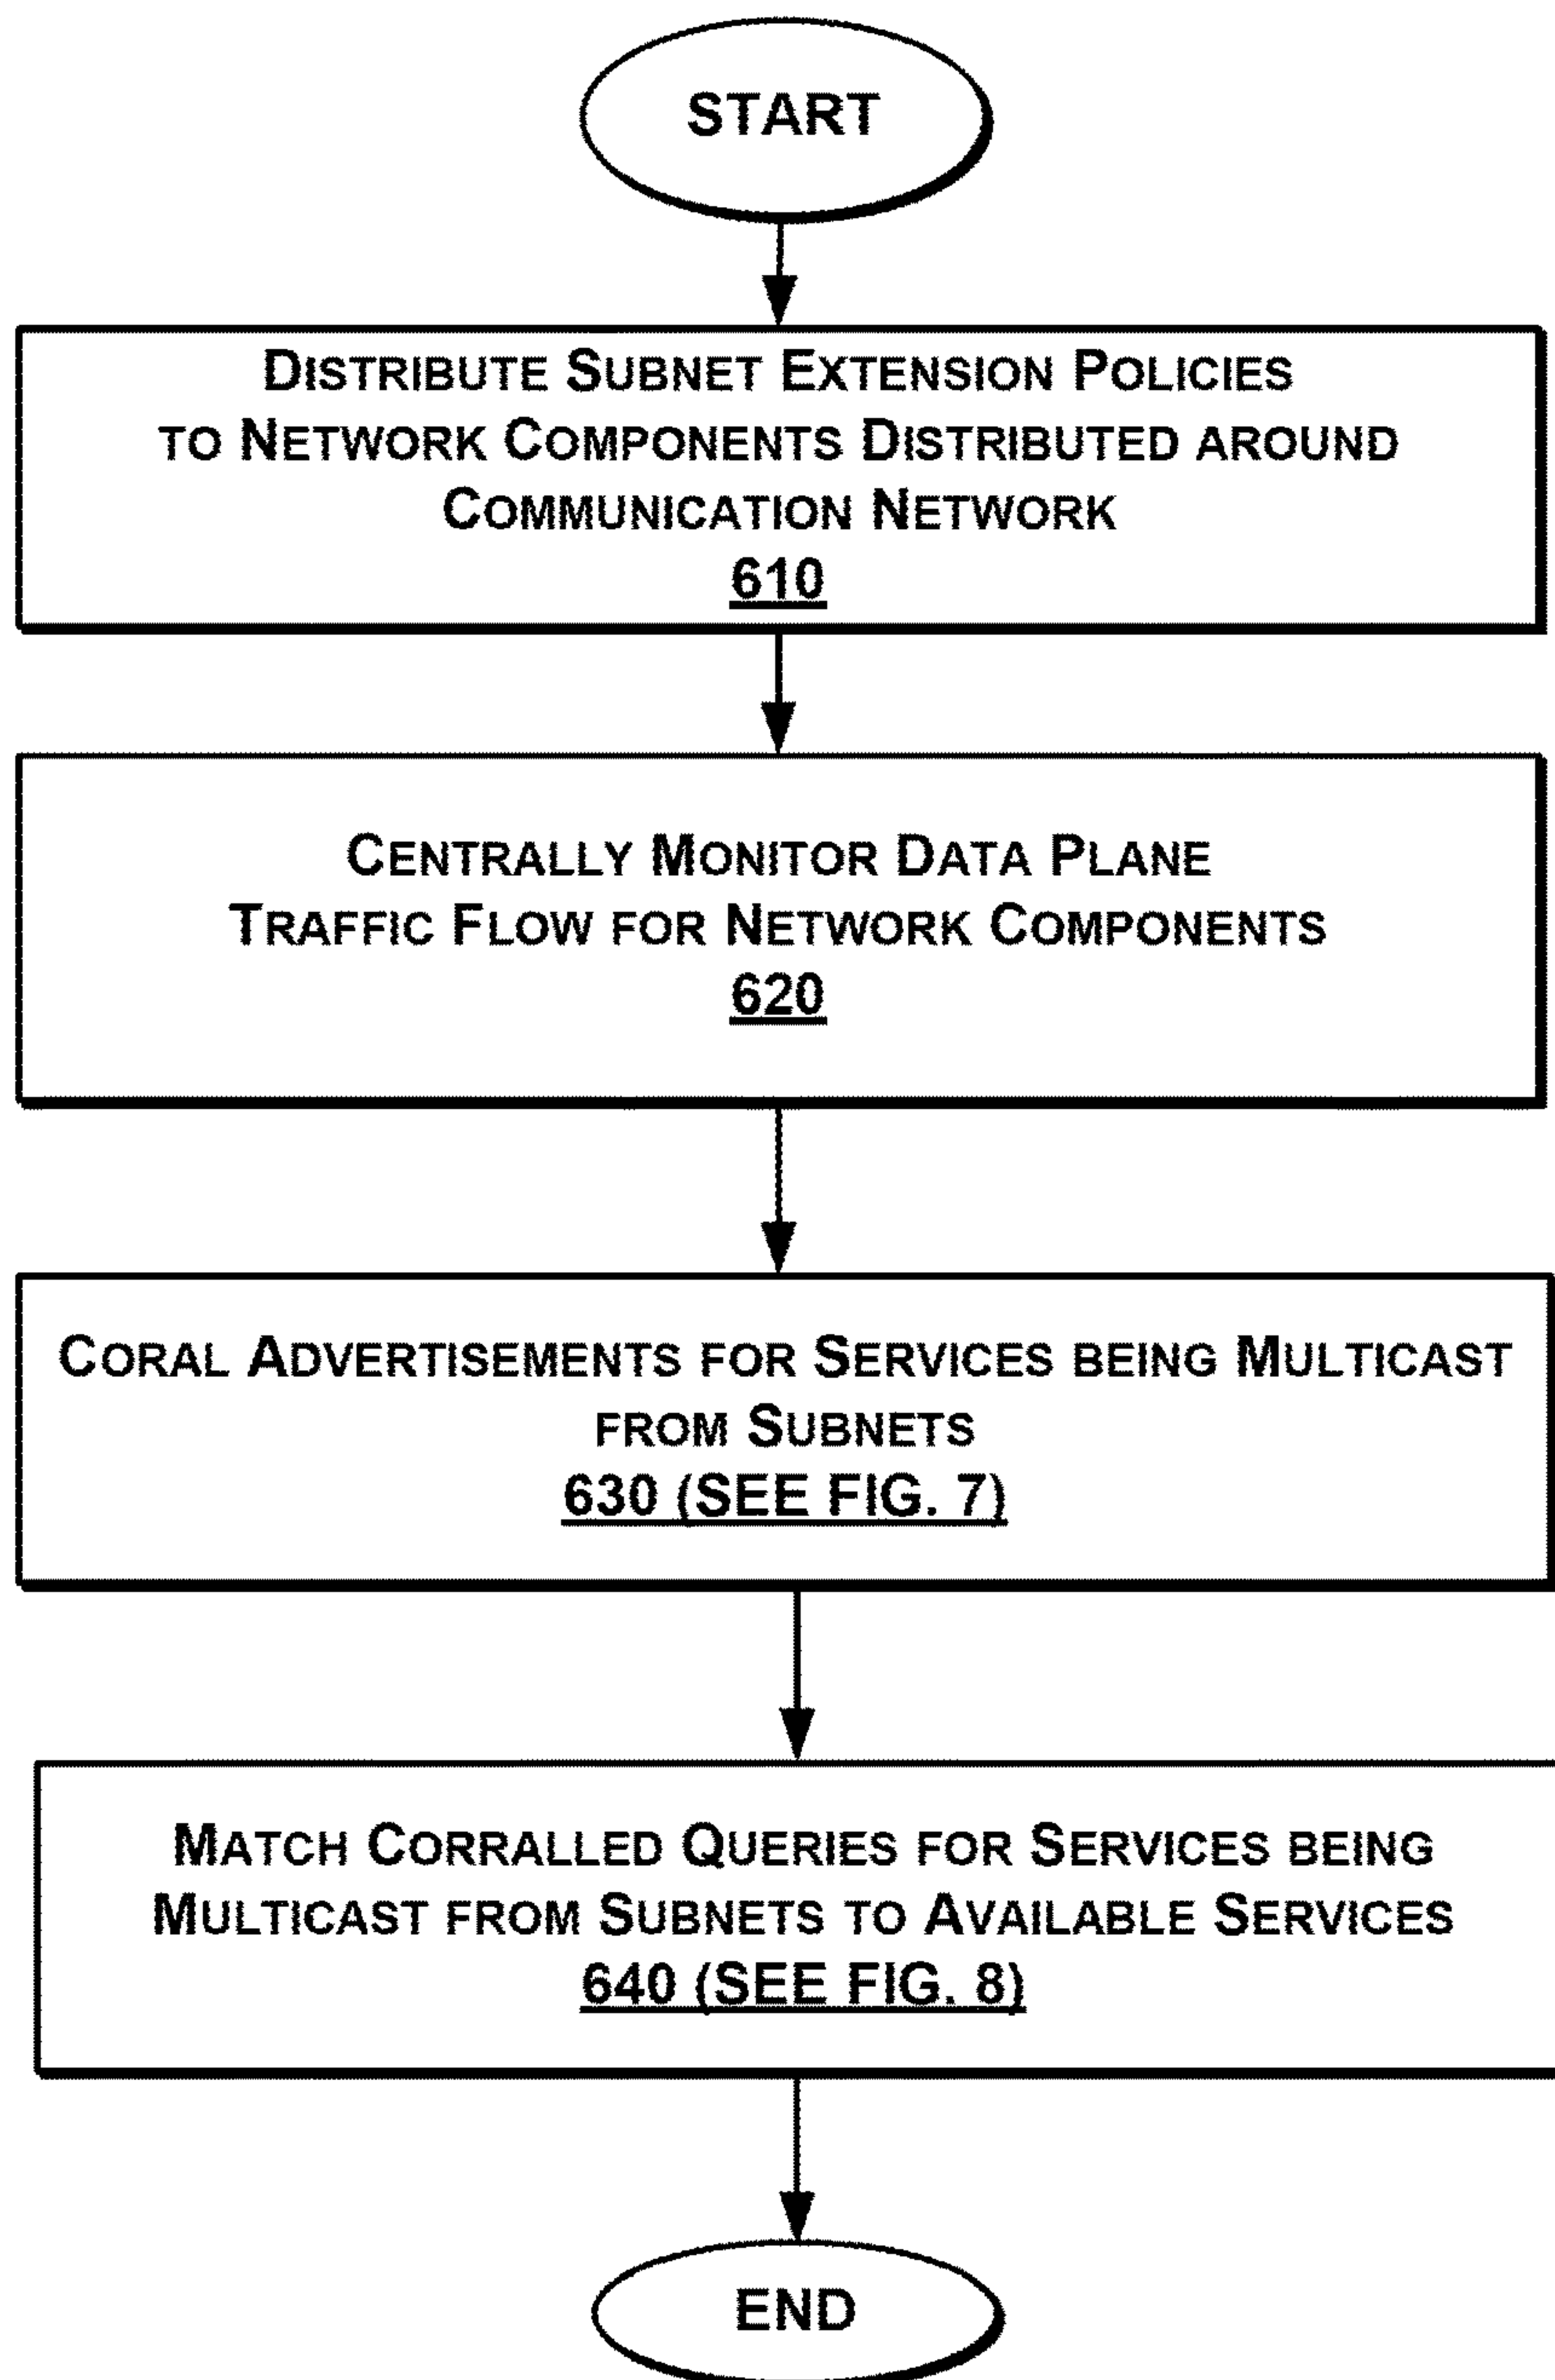 START
DISTRIBUTE SUBNET EXTENSION POLICIES
TO NETWORK COMPONENTS DISTRIBUTED AROUND
COMMUNICATION NETWORK
610
CENTRALLY MONITOR DATA PLANE
TRAFFIC FLOW FOR NETWORK COMPONENTS
620
CORAL ADVERTISEMENTS FOR SERVICES BEING MULTICAST
FROM SUBNETS
630 (SEE FIG. 7)
MATCH CORRALLED QUERIES FOR SERVICES BEING
MULTICAST FROM SUBNETS TO AVAILABLE SERVICES
640 (SEE FIG. 8)
END